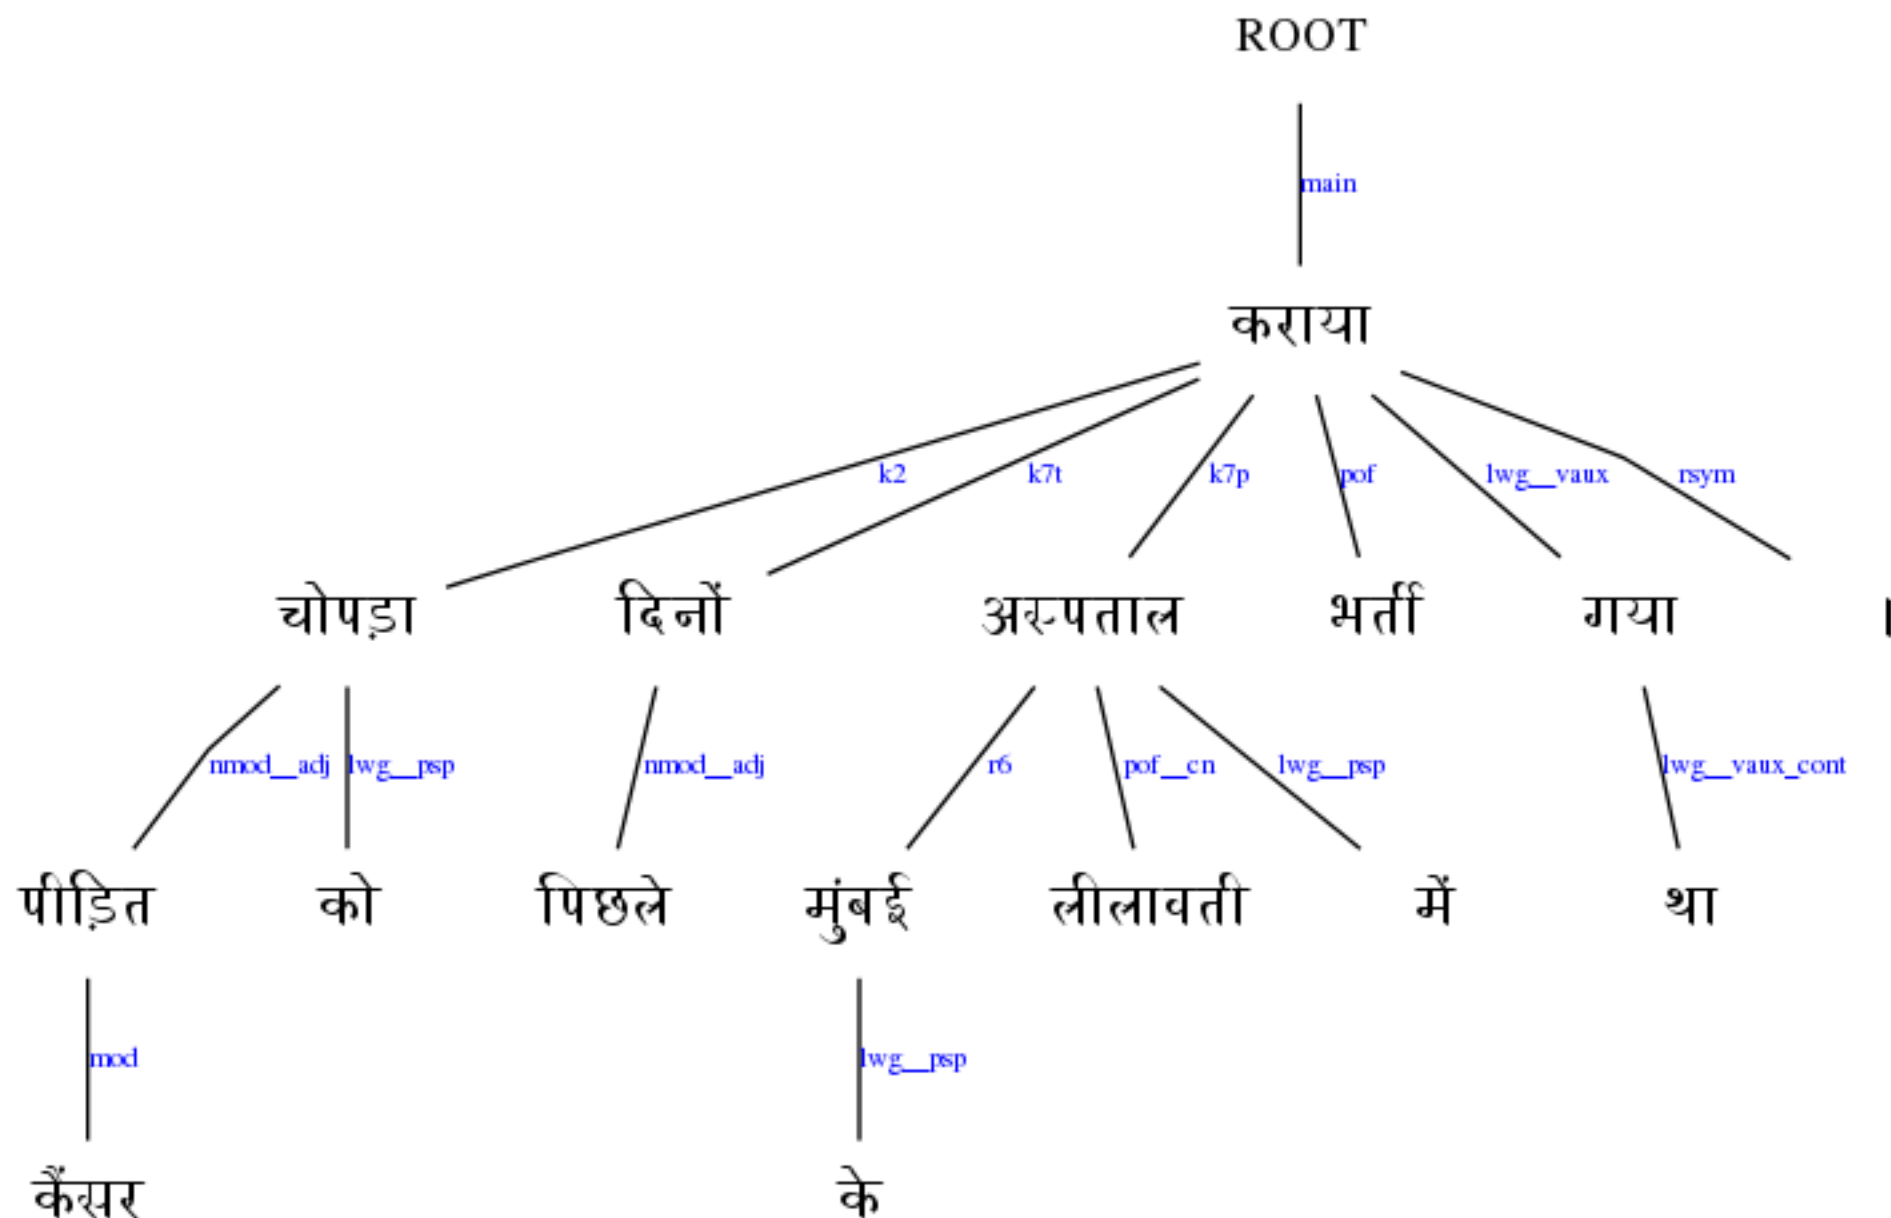 ROOT
main
कराया
k2 k7t k7p pof lwg__vaux rsym
चोपड़ा दिनों अस्पताल भर्ती गया ।
nmod__adj lwg__psp nmod__adj r6 pof__cn lwg__psp lwg__vaux_cont
पीड़ित को पिछले मुंबई लीलावती में था
mod lwg__psp
कैंसर के